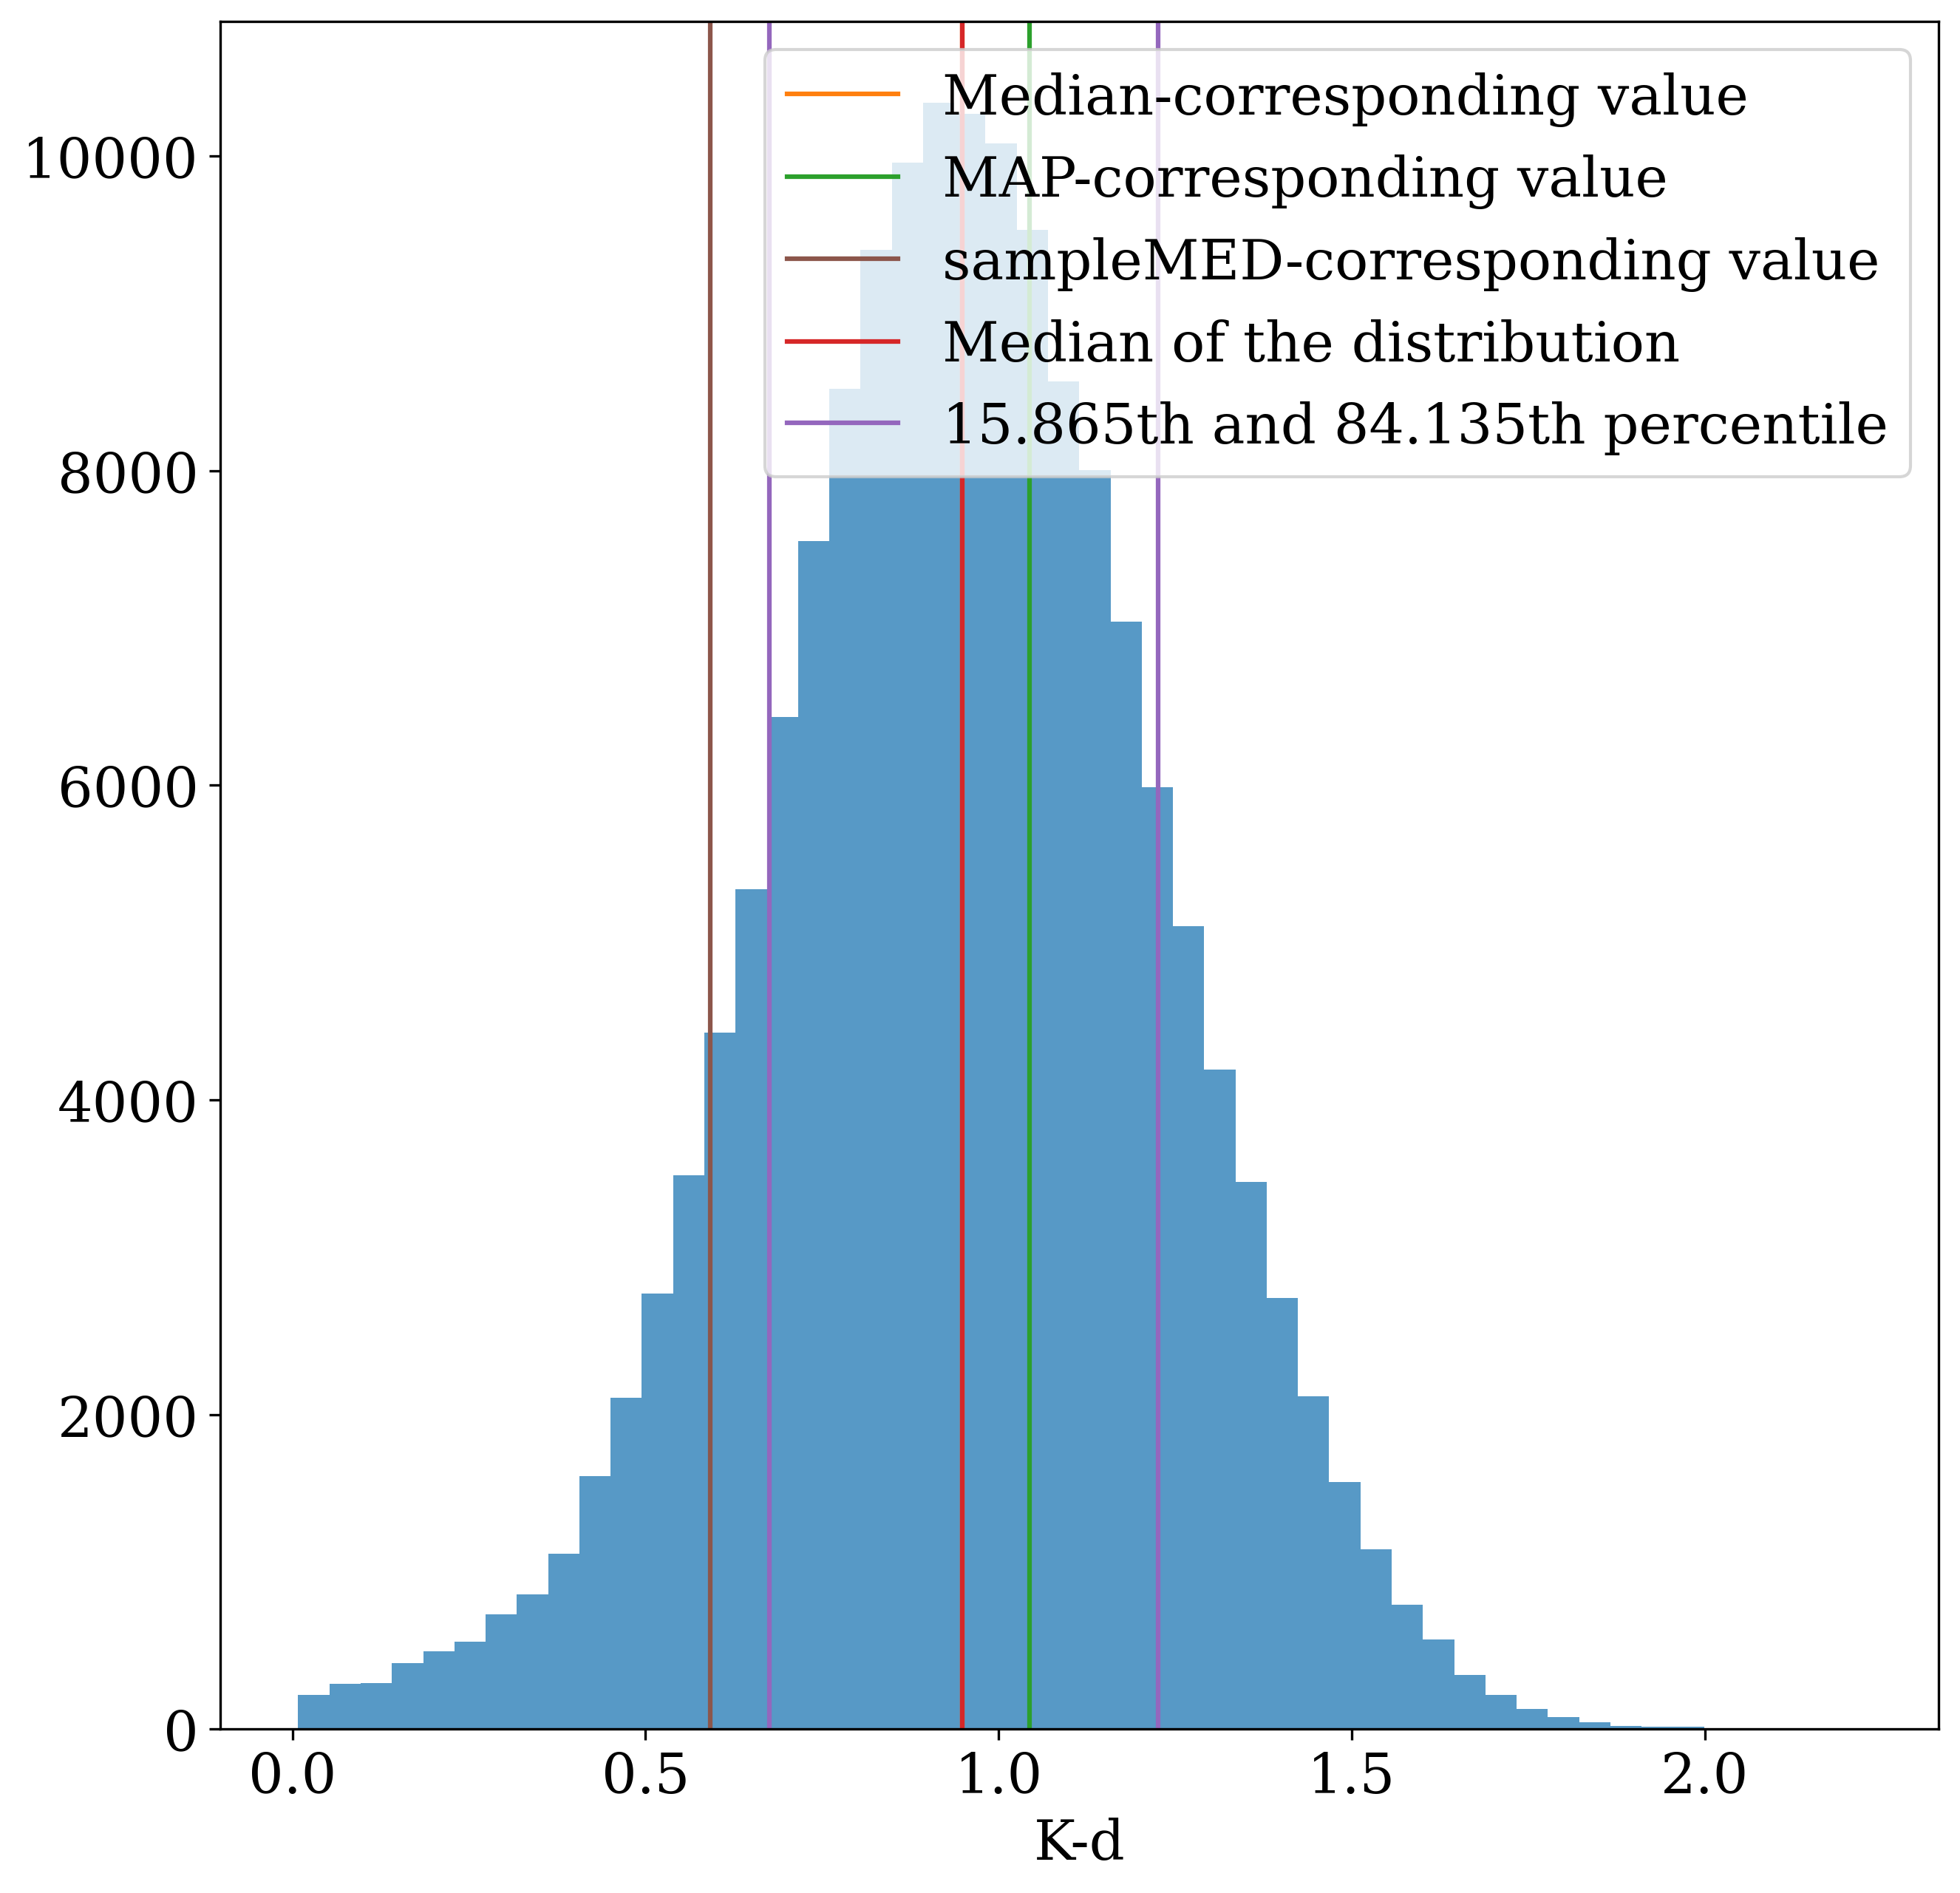 Median-corresponding value
MAP-corresponding value
sampleMED-corresponding value
Median of the distribution
15.865th and 84.135th percentile
10000
8000
6000
4000
2000
0
0.0 0.5 1.0 1.5 2.0
K-d